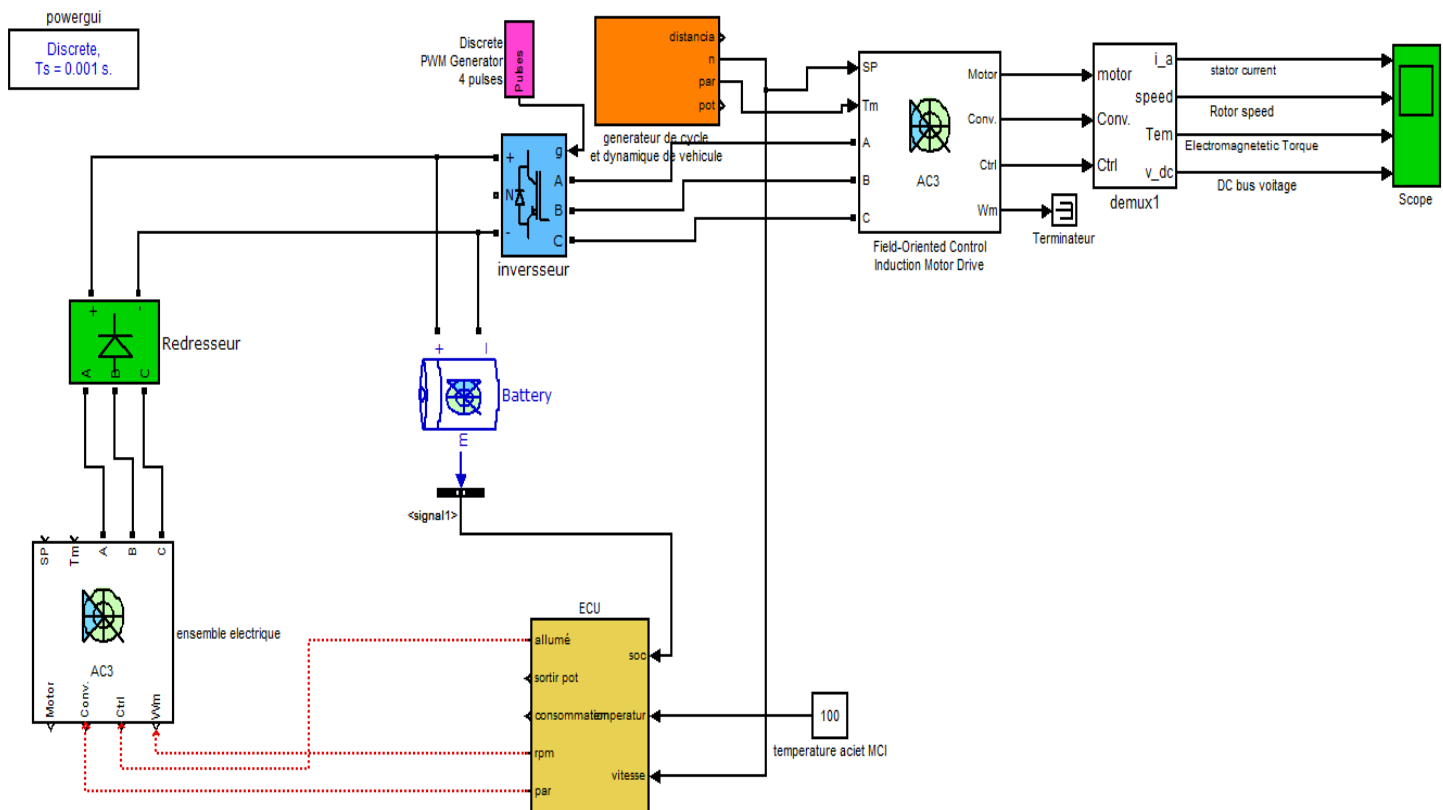 powergui
Discrete,
Ts = 0.001 s.
Discrete
PWM Generator
4 pulses
Pulses
distancia
n
par
pot
generateur de cycle
et dynamique de vehicule
SP
Tm
A
B
C
Motor
Conv.
Ctrl
Wm
AC3
Field-Oriented Control
Induction Motor Drive
Terminateur
motor
Conv.
Ctrl
i_a
speed
Tem
v_dc
demux1
stator current
Rotor speed
Electromagnetetic Torque
DC bus voitage
Scope
g
+
N
-
A
B
C
inversseur
+
-
A
B
C
Redresseur
+
–
Battery
m
<signal1>
SP
Tm
A
B
C
AC3
Motor
Conv.
Ctrl
Wm
ensemble electrique
ECU
allumé
sortir pot
consommation
rpm
par
soc
temperatur
vitesse
100
temperature aciet MCI